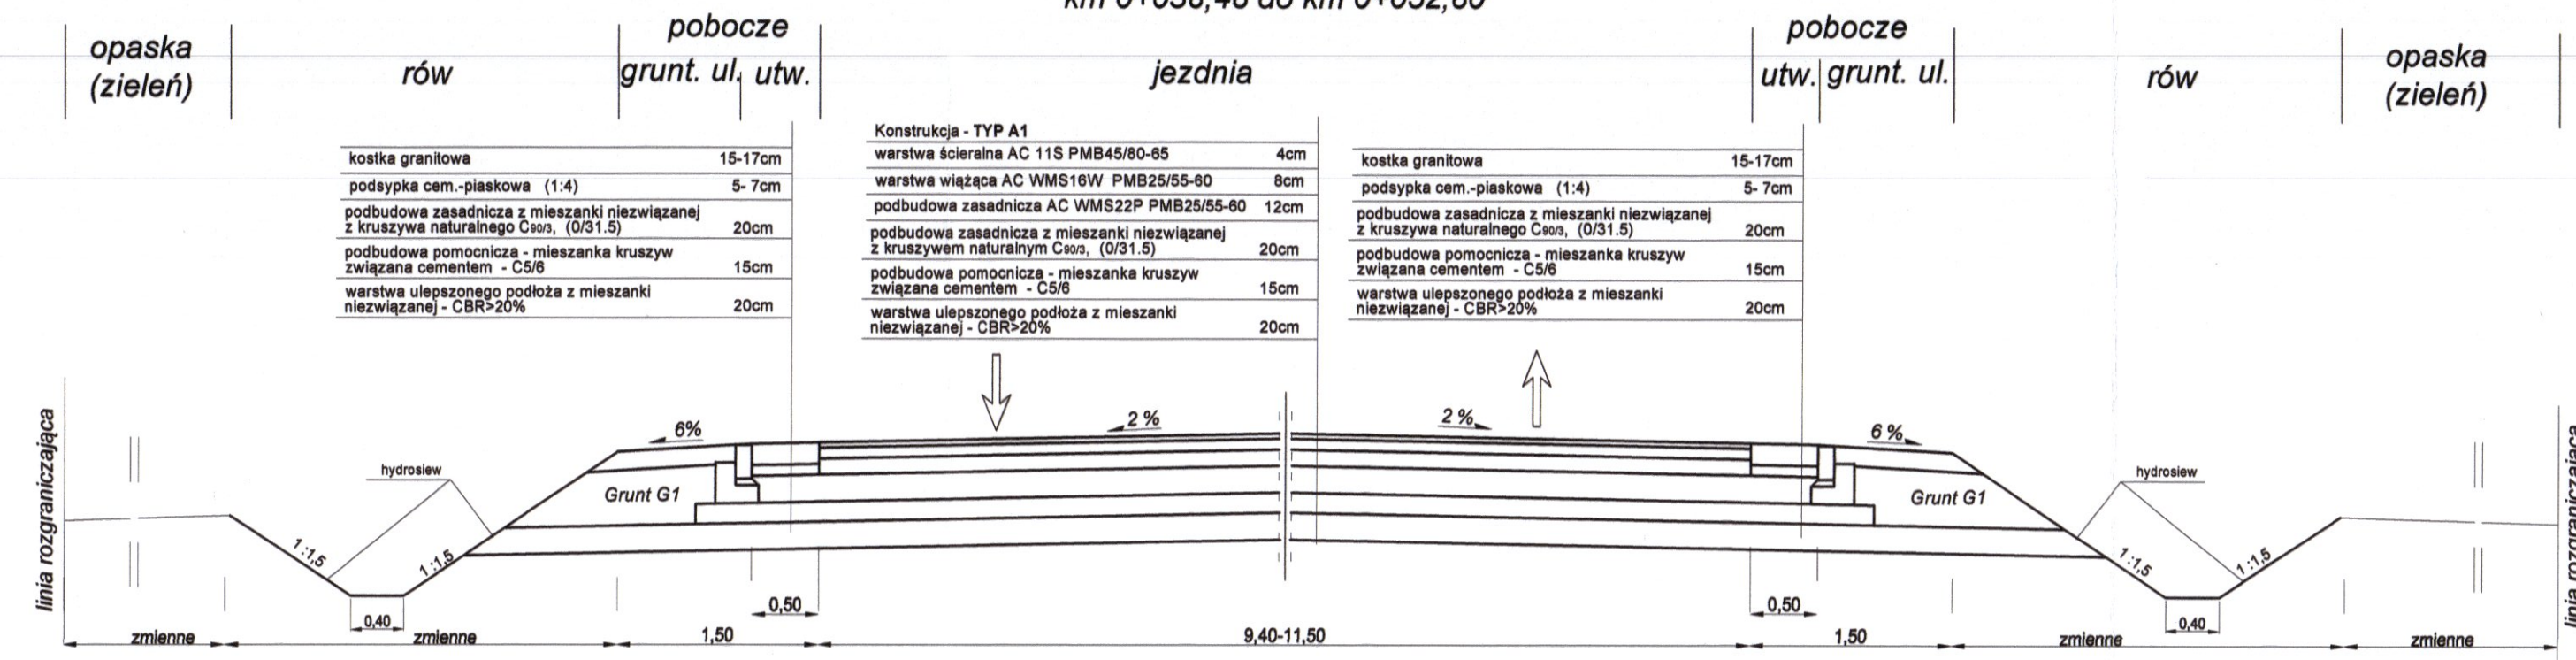 opaska
(zieleń)
rów
pobocze
grunt. ul. utw.
jezdnia
pobocze
utw. grunt. ul.
rów
opaska
(zieleń)
kostka granitowa 15-17cm
podsypka cem.-piaskowa (1:4) 5- 7cm
podbudowa zasadnicza z mieszanki niezwiązanej
z kruszywa naturalnego C90/3, (0/31.5) 20cm
podbudowa pomocnicza - mieszanka kruszyw
związana cementem - C5/6 15cm
warstwa ulepszonego podłoża z mieszanki
niezwiązanej - CBR>20% 20cm
Konstrukcja - TYP A1
warstwa ścieralna AC 11S PMB45/80-65 4cm
warstwa wiążąca AC WMS16W PMB25/55-60 8cm
podbudowa zasadnicza AC WMS22P PMB25/55-60 12cm
podbudowa zasadnicza z mieszanki niezwiązanej
z kruszywem naturalnym C90/3, (0/31.5) 20cm
podbudowa pomocnicza - mieszanka kruszyw
związana cementem - C5/6 15cm
warstwa ulepszonego podłoża z mieszanki
niezwiązanej - CBR>20% 20cm
kostka granitowa 15-17cm
podsypka cem.-piaskowa (1:4) 5- 7cm
podbudowa zasadnicza z mieszanki niezwiązanej
z kruszywa naturalnego C90/3, (0/31.5) 20cm
podbudowa pomocnicza - mieszanka kruszyw
związana cementem - C5/6 15cm
warstwa ulepszonego podłoża z mieszanki
niezwiązanej - CBR>20% 20cm
linia rozgraniczająca
6%
2 %
2 %
6 %
hydrosiew
Grunt G1
Grunt G1
hydrosiew
linia rozgraniczająca
1:1,5
1:1,5
1:1,5
1:1,5
0,40
0,50
0,50
0,40
zmienne
zmienne
1,50
9,40-11,50
1,50
zmienne
zmienne